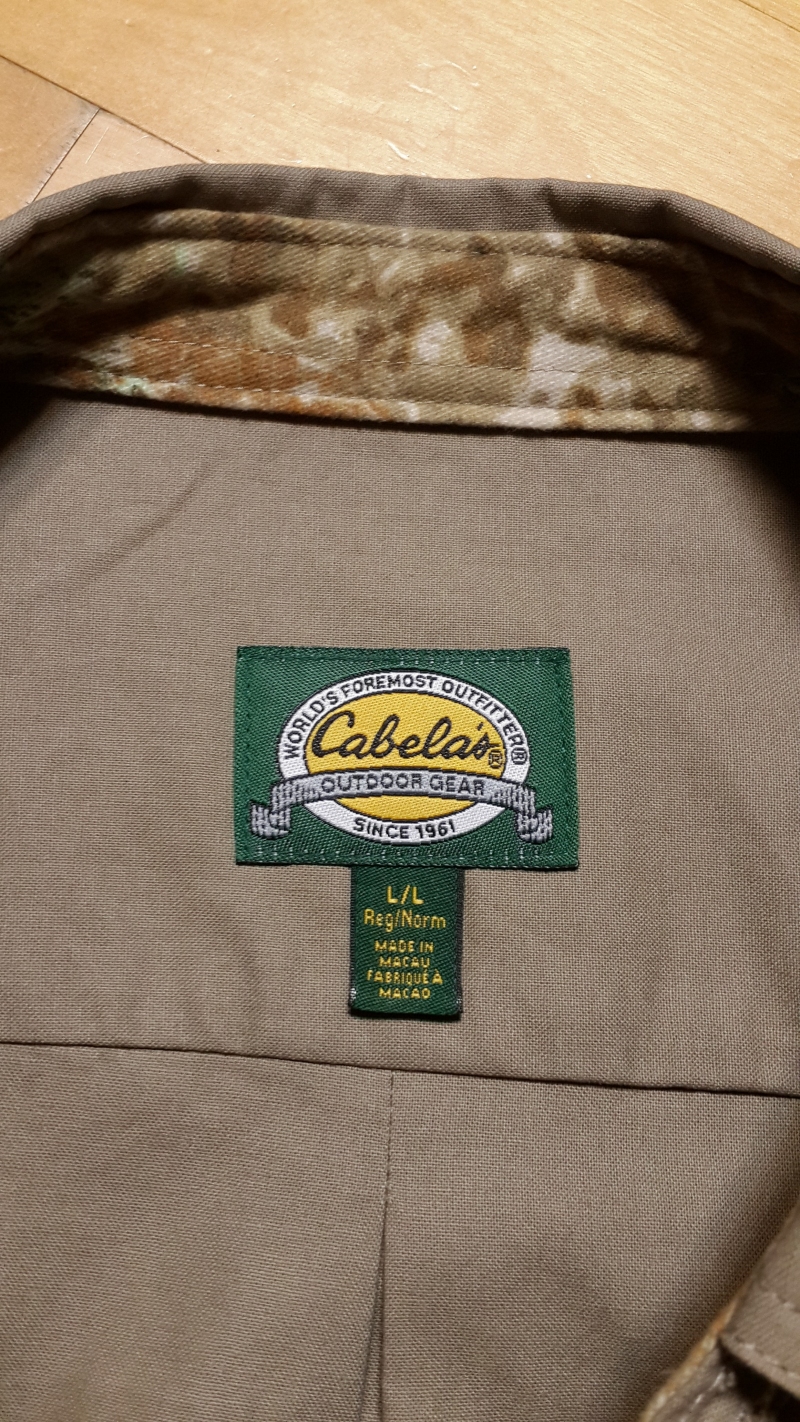 WORLD'S FOREMOST OUTFITTER®
Cabela's®
OUTDOOR GEAR
SINCE 1961
L/L
Reg/Norm
MADE IN
MACAU
FABRIQUÉ À
MACAO